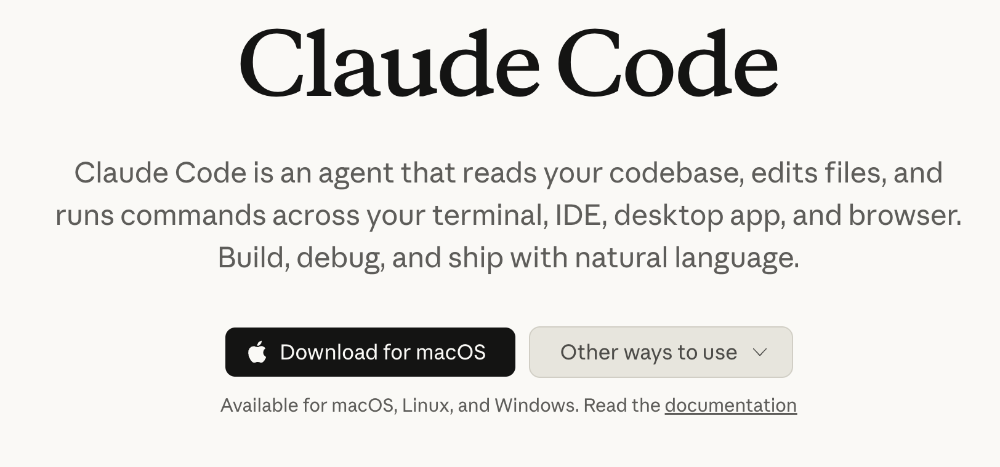 Claude Code
Claude Code is an agent that reads your codebase, edits files, and
runs commands across your terminal, IDE, desktop app, and browser.
Build, debug, and ship with natural language.
Download for macOS
Other ways to use
Available for macOS, Linux, and Windows. Read the documentation